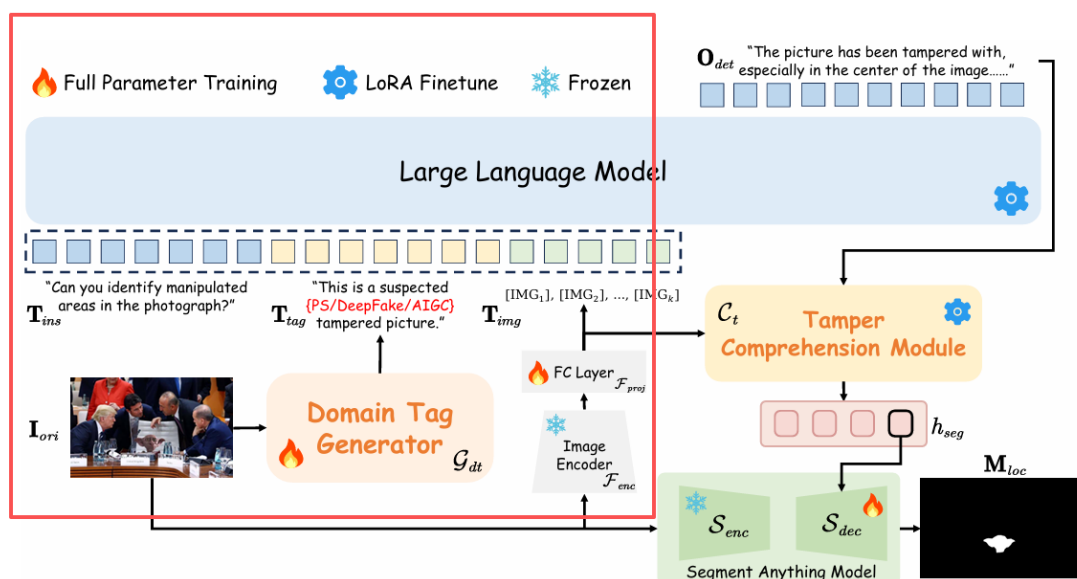 Full Parameter Training
LoRA Finetune
Frozen
O_det
“The picture has been tampered with,
especially in the center of the image......”
Large Language Model
“Can you identify manipulated
areas in the photograph?”
T_ins
“This is a suspected
{PS/DeepFake/AIGC}
tampered picture.”
T_tag
[IMG_1], [IMG_2], ..., [IMG_k]
T_img
C_t
Tamper
Comprehension Module
FC Layer
F_proj
I_ori
Domain Tag
Generator
G_dt
Image
Encoder
F_enc
h_seg
M_loc
S_enc
S_dec
Segment Anything Model